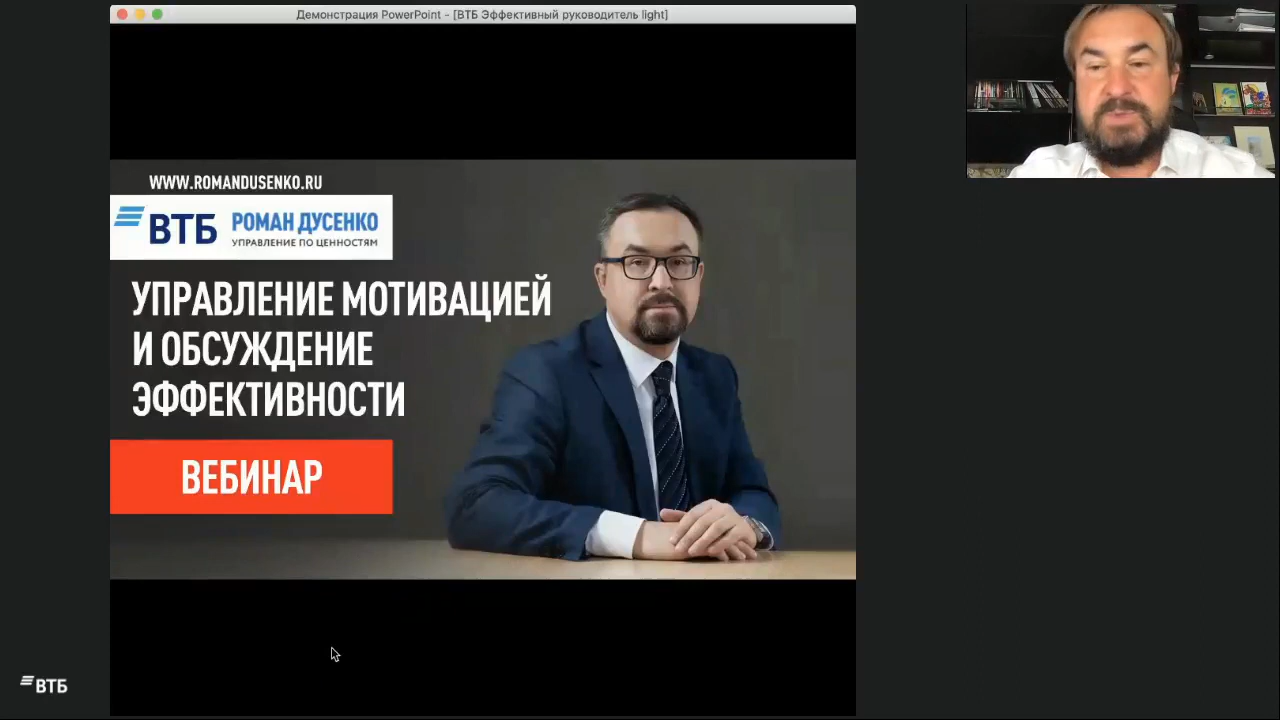 Демонстрация PowerPoint - [ВТБ Эффективный руководитель light]
WWW.ROMANDUSENKO.RU
ВТБ
РОМАН ДУСЕНКО
УПРАВЛЕНИЕ ПО ЦЕННОСТЯМ
УПРАВЛЕНИЕ МОТИВАЦИЕЙ
И ОБСУЖДЕНИЕ
ЭФФЕКТИВНОСТИ
ВЕБИНАР
ВТБ